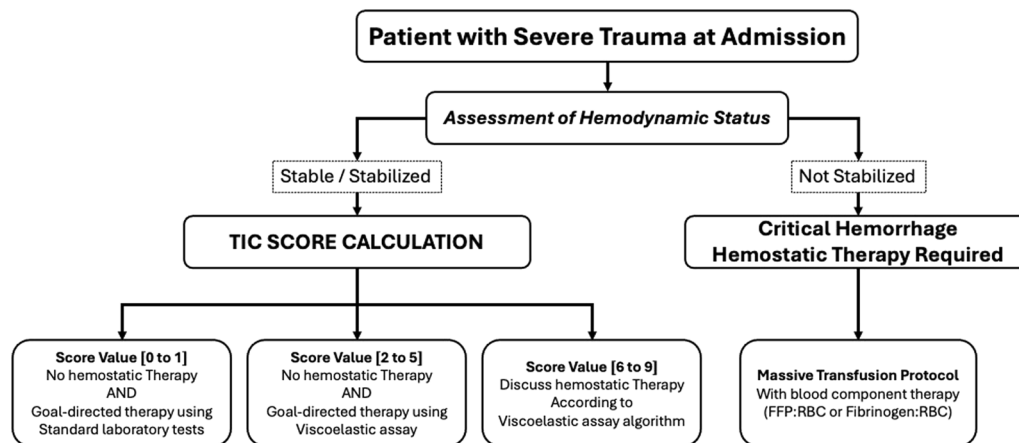 Patient with Severe Trauma at Admission
Assessment of Hemodynamic Status
Stable / Stabilized
Not Stabilized
TIC SCORE CALCULATION
Critical Hemorrhage
Hemostatic Therapy Required
Score Value [0 to 1]
No hemostatic Therapy
AND
Goal-directed therapy using
Standard laboratory tests
Score Value [2 to 5]
No hemostatic Therapy
AND
Goal-directed therapy using
Viscoelastic assay
Score Value [6 to 9]
Discuss hemostatic Therapy
According to
Viscoelastic assay algorithm
Massive Transfusion Protocol
With blood component therapy
(FFP:RBC or Fibrinogen:RBC)